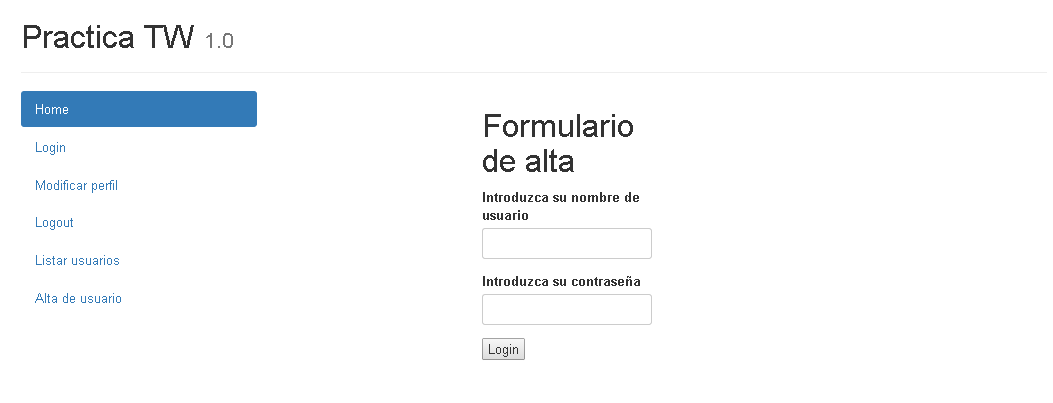 Practica TW 1.0
Home
Login
Modificar perfil
Logout
Listar usuarios
Alta de usuario
Formulario
de alta
Introduzca su nombre de
usuario
Introduzca su contraseña
Login